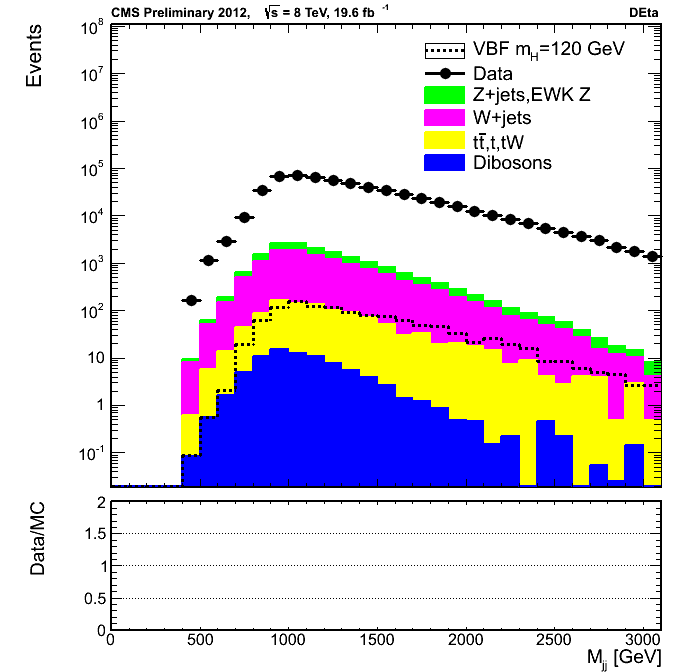 CMS Preliminary 2012, √s = 8 TeV, 19.6 fb⁻¹ DEta
Events
10⁸
10⁷
10⁶
10⁵
10⁴
10³
10²
10
1
10⁻¹
VBF m_H=120 GeV
Data
Z+jets,EWK Z
W+jets
tt̄,t,tW
Dibosons
Data/MC
2
1.5
1
0.5
0
0 500 1000 1500 2000 2500 3000
M_jj [GeV]